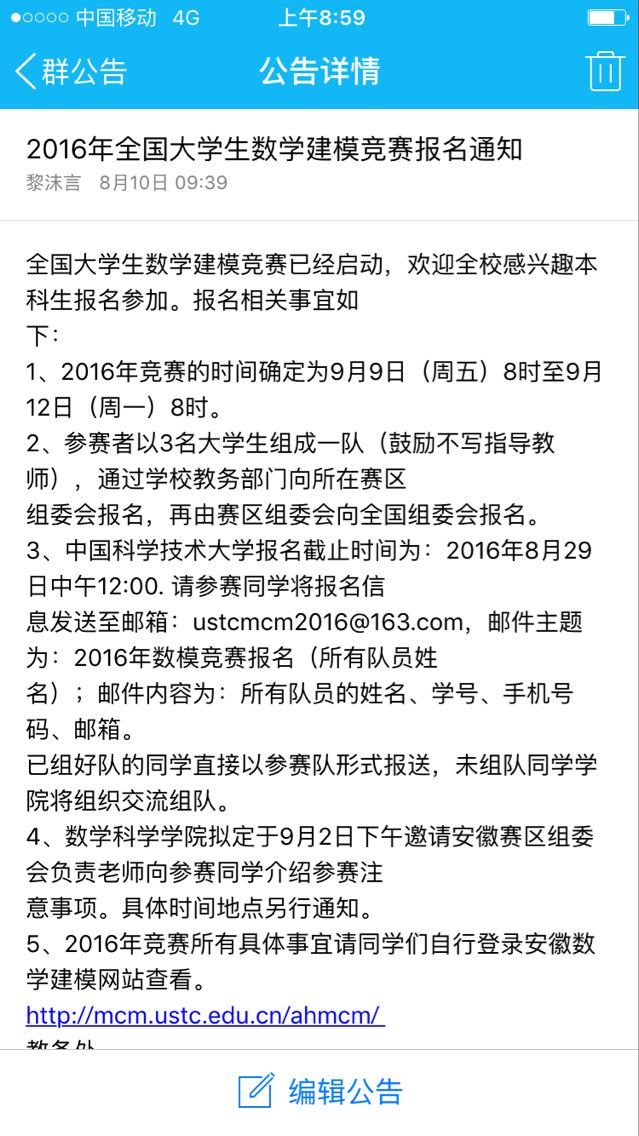 中国移动 4G 上午8:59
群公告 公告详情
2016年全国大学生数学建模竞赛报名通知
黎沫言 8月10日 09:39
全国大学生数学建模竞赛已经启动，欢迎全校感兴趣本
科生报名参加。报名相关事宜如
下：
1、2016年竞赛的时间确定为9月9日（周五）8时至9月
12日（周一）8时。
2、参赛者以3名大学生组成一队（鼓励不写指导教
师），通过学校教务部门向所在赛区
组委会报名，再由赛区组委会向全国组委会报名。
3、中国科学技术大学报名截止时间为：2016年8月29
日中午12:00. 请参赛同学将报名信
息发送至邮箱：ustcmcm2016@163.com，邮件主题
为：2016年数模竞赛报名（所有队员姓
名）；邮件内容为：所有队员的姓名、学号、手机号
码、邮箱。
已组好队的同学直接以参赛队形式报送，未组队同学学
院将组织交流组队。
4、数学科学学院拟定于9月2日下午邀请安徽赛区组委
会负责老师向参赛同学介绍参赛注
意事项。具体时间地点另行通知。
5、2016年竞赛所有具体事宜请同学们自行登录安徽数
学建模网站查看。
http://mcm.ustc.edu.cn/ahmcm/
教务处
编辑公告